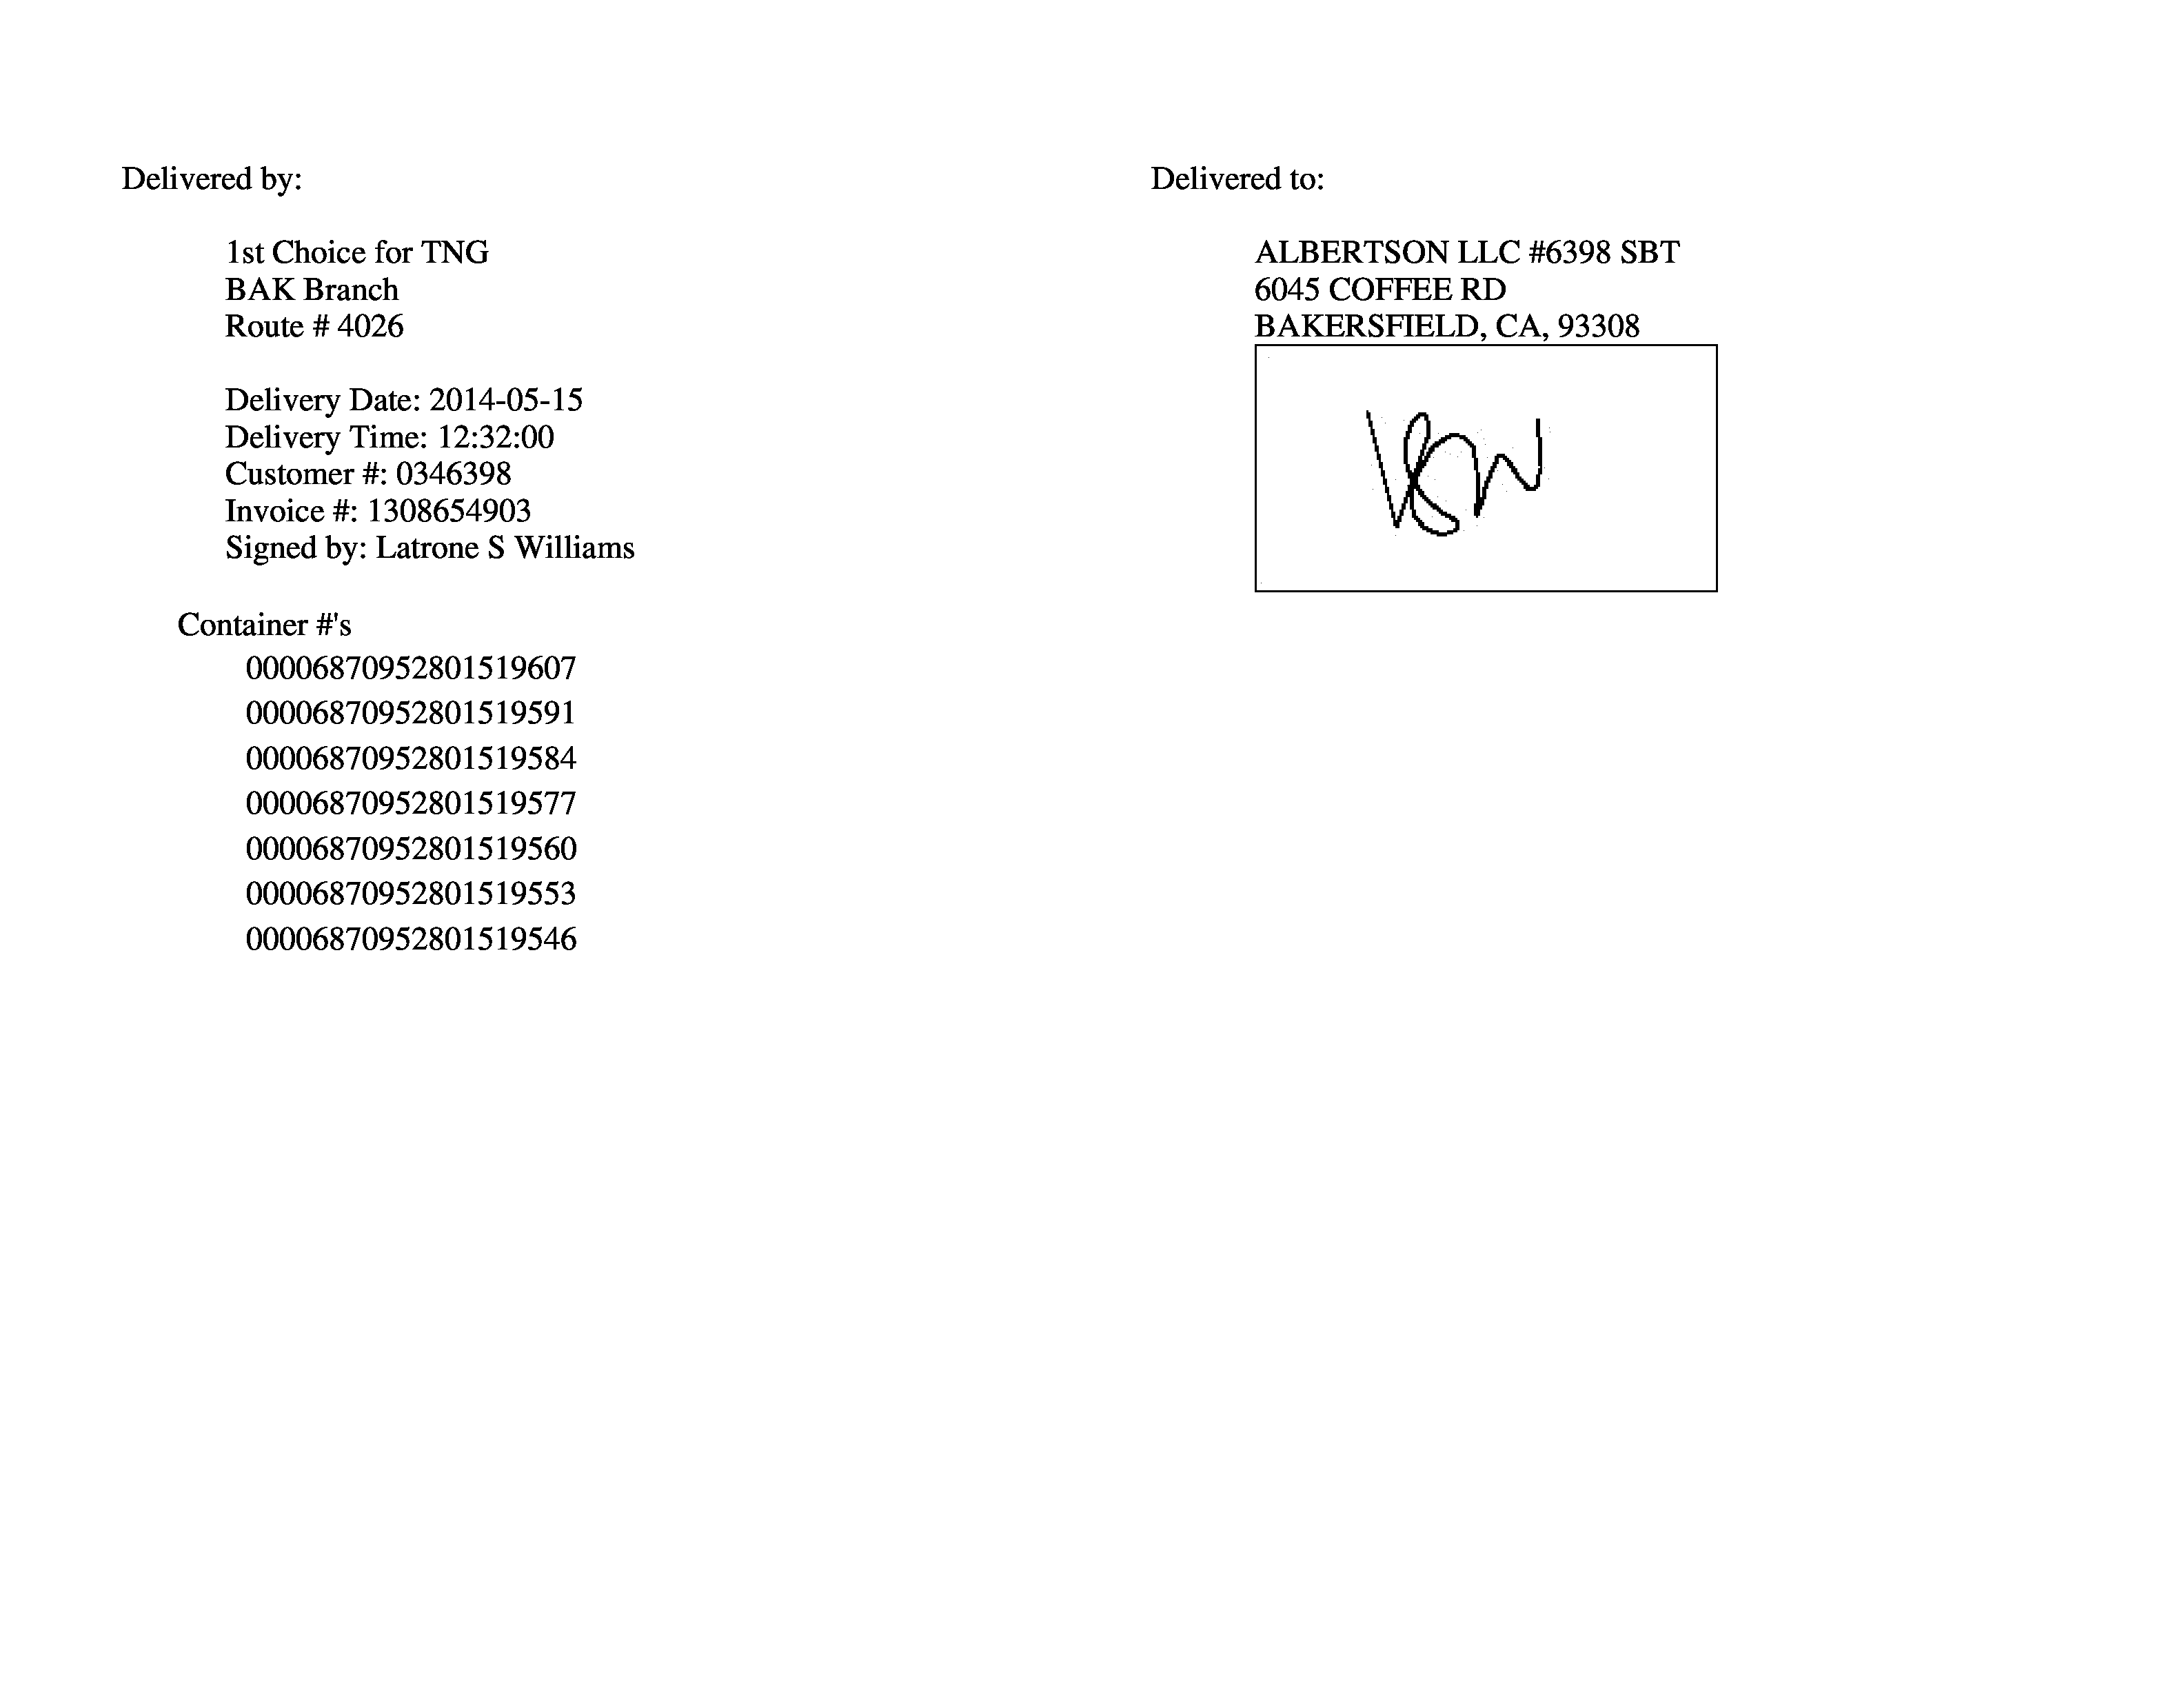 Delivered by:
1st Choice for TNG
BAK Branch
Route # 4026
Delivery Date: 2014-05-15
Delivery Time: 12:32:00
Customer #: 0346398
Invoice #: 1308654903
Signed by: Latrone S Williams
Container #'s
00006870952801519607
00006870952801519591
00006870952801519584
00006870952801519577
00006870952801519560
00006870952801519553
00006870952801519546
Delivered to:
ALBERTSON LLC #6398 SBT
6045 COFFEE RD
BAKERSFIELD, CA, 93308